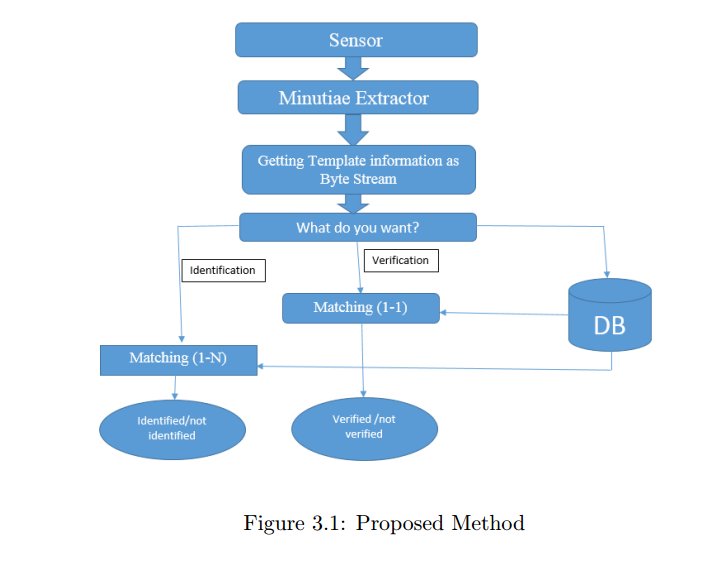 Sensor
Minutiae Extractor
Getting Template information as
Byte Stream
What do you want?
Identification
Verification
Matching (1-1)
DB
Matching (1-N)
Identified/not
identified
Verified /not
verified
Figure 3.1: Proposed Method